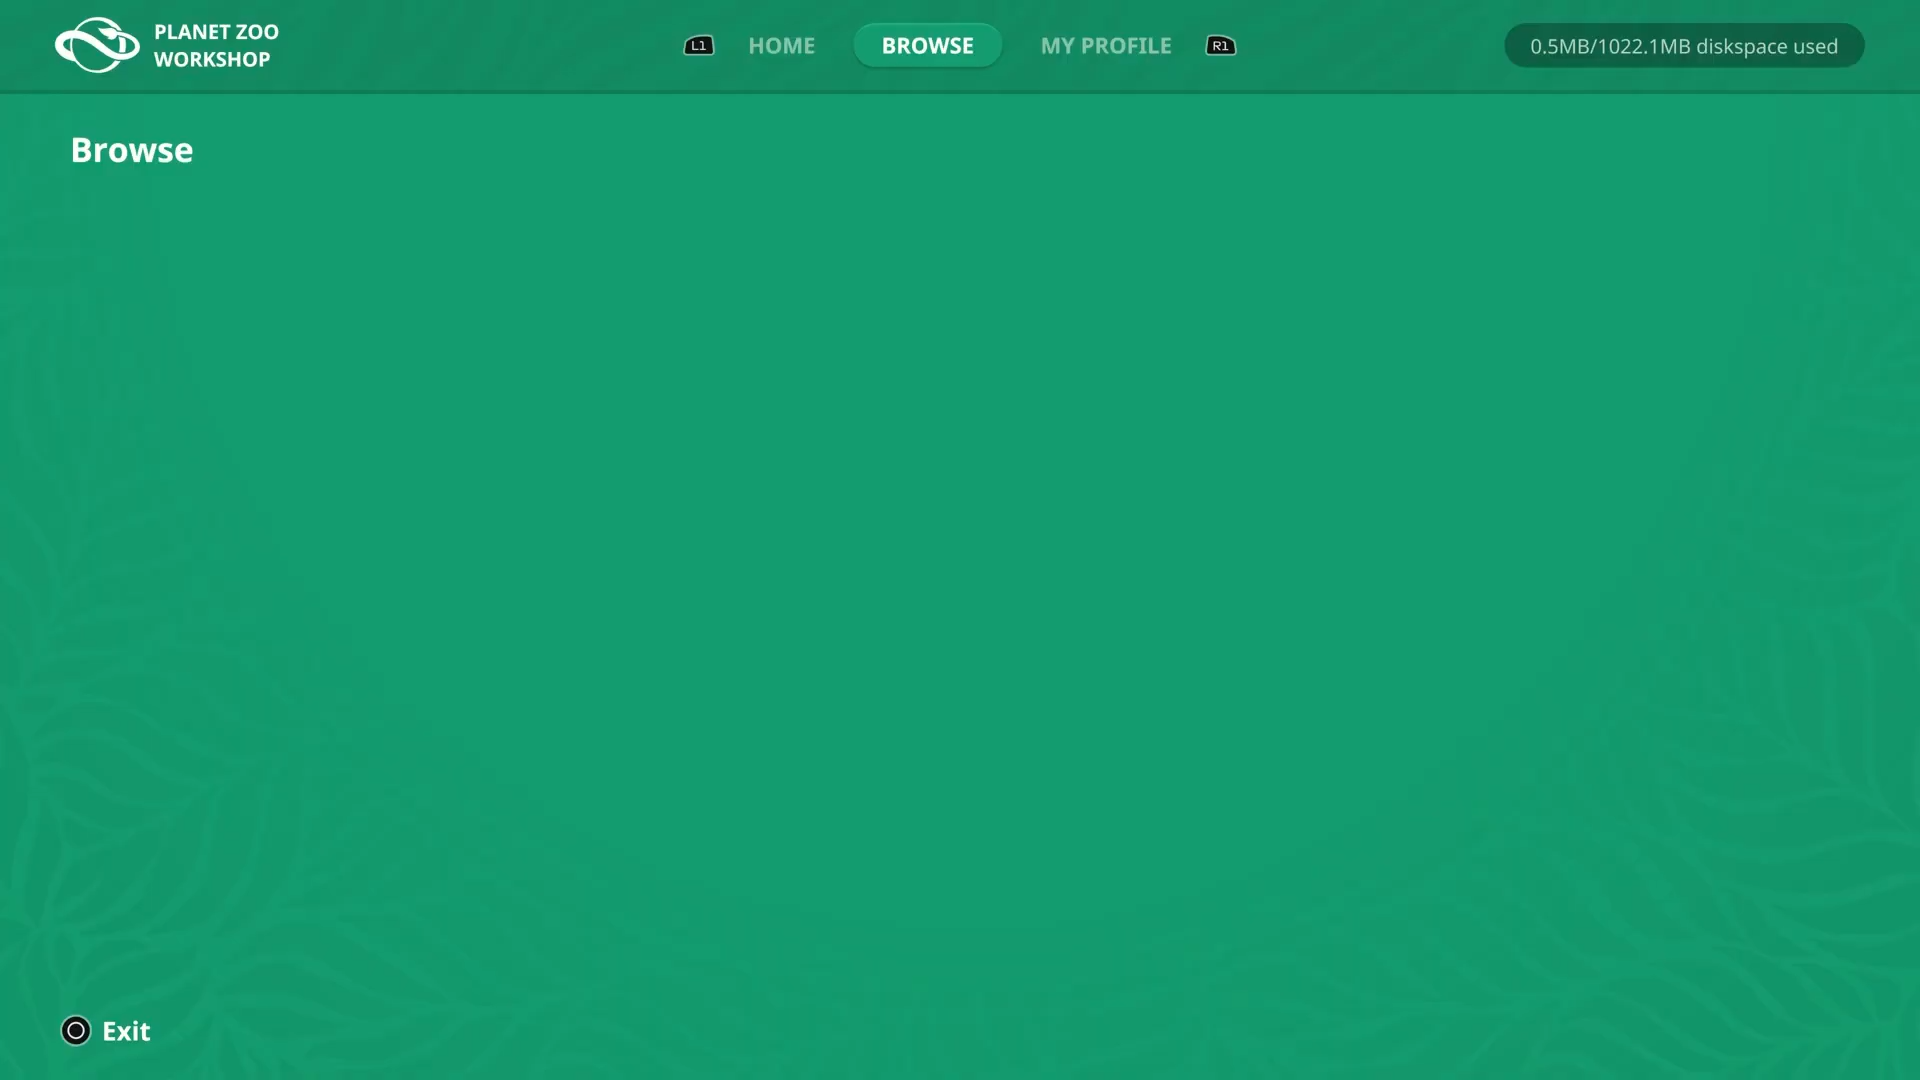 PLANET ZOO
WORKSHOP
L1
HOME
BROWSE
MY PROFILE
R1
0.5MB/1022.1MB diskspace used
Browse
Exit